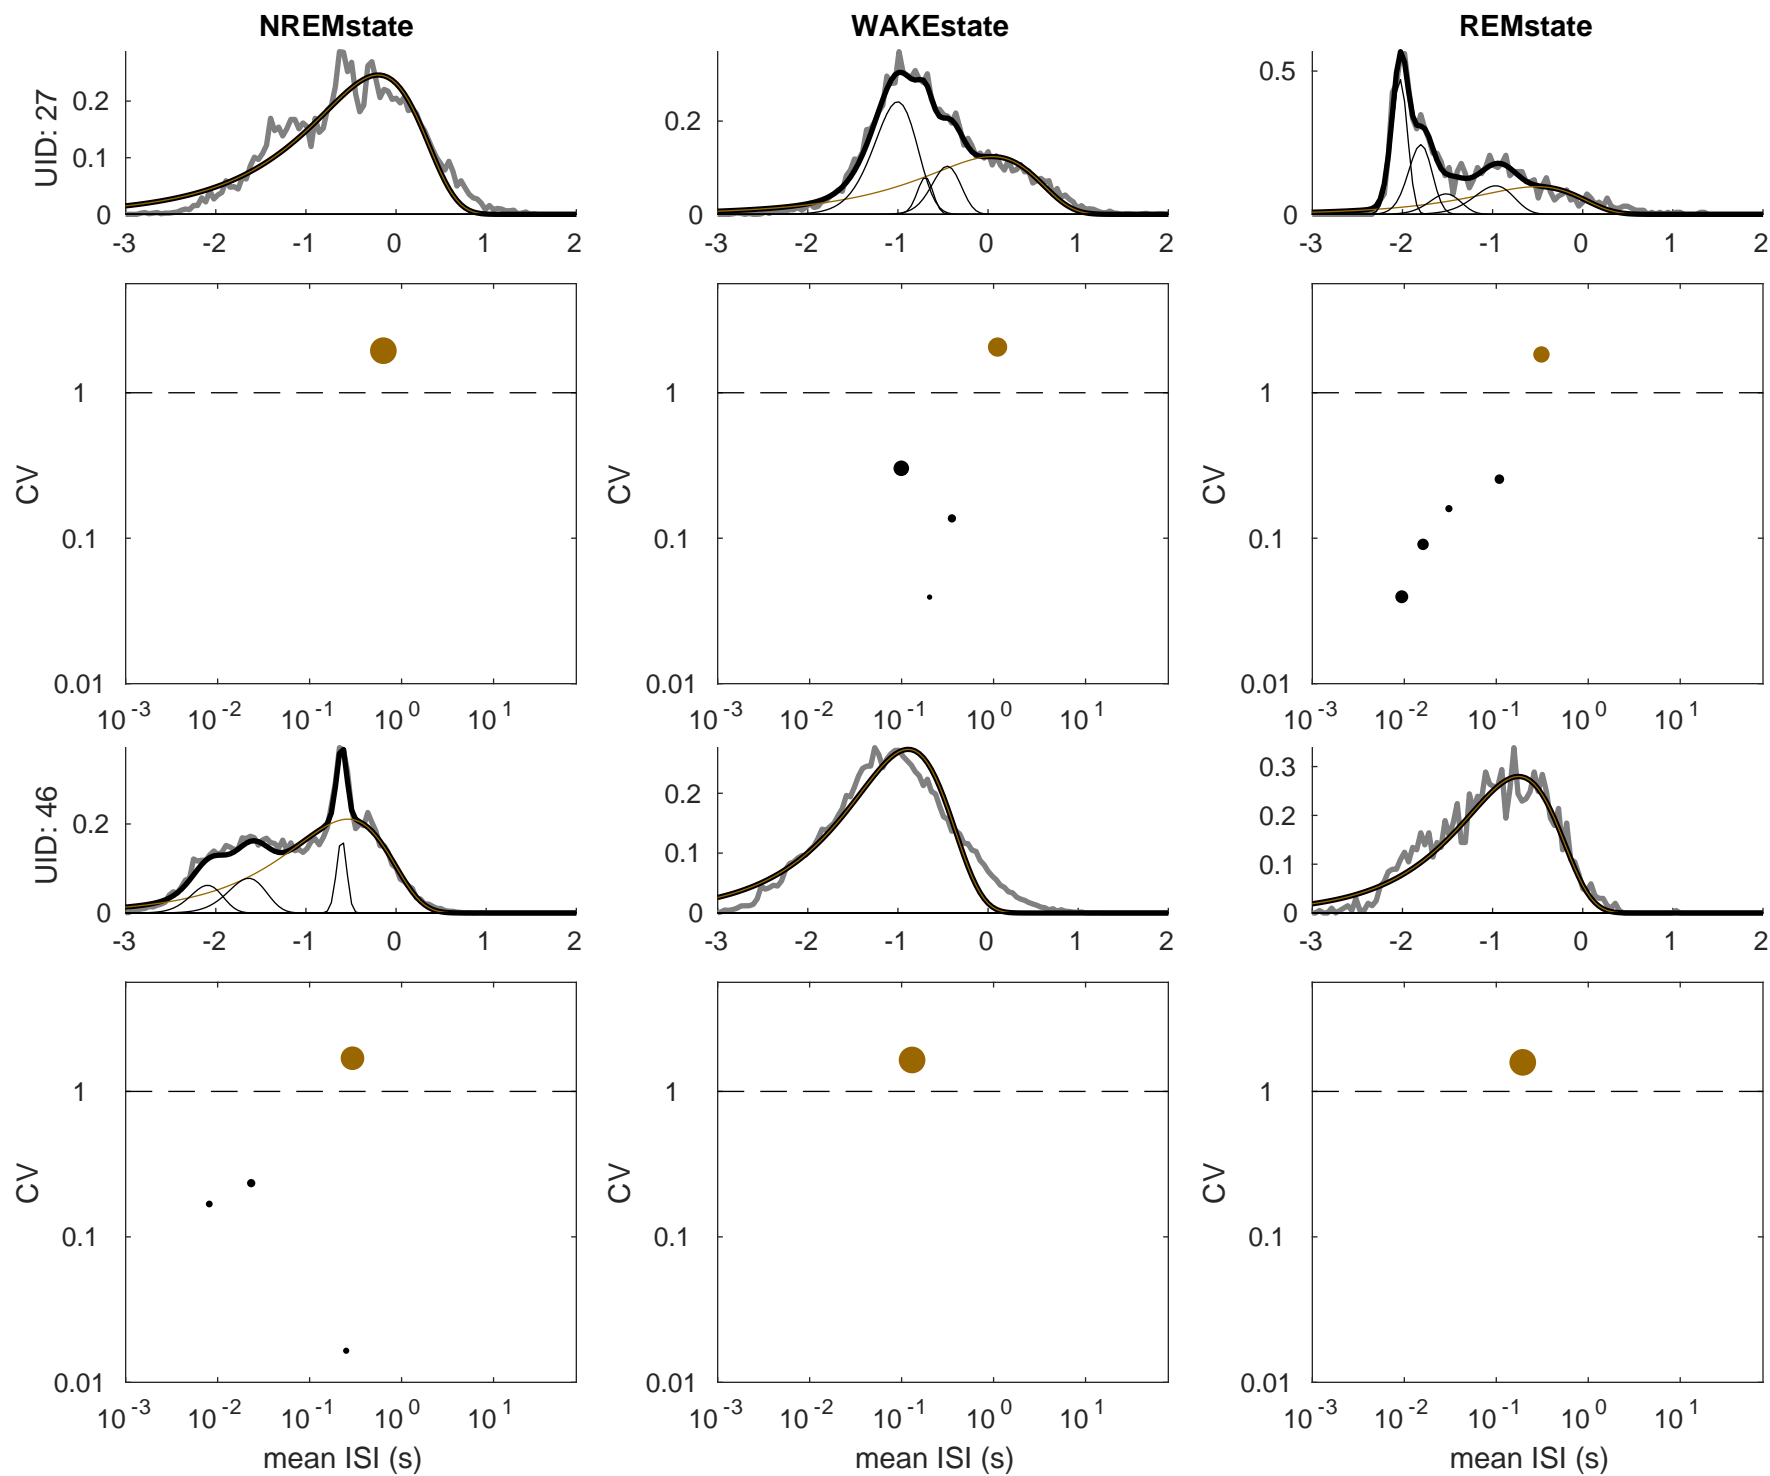 NREMstate WAKEstate REMstate
UID: 27
0.2 0.1 0
-3 -2 -1 0 1 2
0.2 0
-3 -2 -1 0 1 2
0.5 0
-3 -2 -1 0 1 2
CV
1 0.1 0.01
10^-3 10^-2 10^-1 10^0 10^1
CV
1 0.1 0.01
10^-3 10^-2 10^-1 10^0 10^1
CV
1 0.1 0.01
10^-3 10^-2 10^-1 10^0 10^1
UID: 46
0.2 0
-3 -2 -1 0 1 2
0.2 0.1 0
-3 -2 -1 0 1 2
0.3 0.2 0.1 0
-3 -2 -1 0 1 2
CV
1 0.1 0.01
10^-3 10^-2 10^-1 10^0 10^1
mean ISI (s)
CV
1 0.1 0.01
10^-3 10^-2 10^-1 10^0 10^1
mean ISI (s)
CV
1 0.1 0.01
10^-3 10^-2 10^-1 10^0 10^1
mean ISI (s)